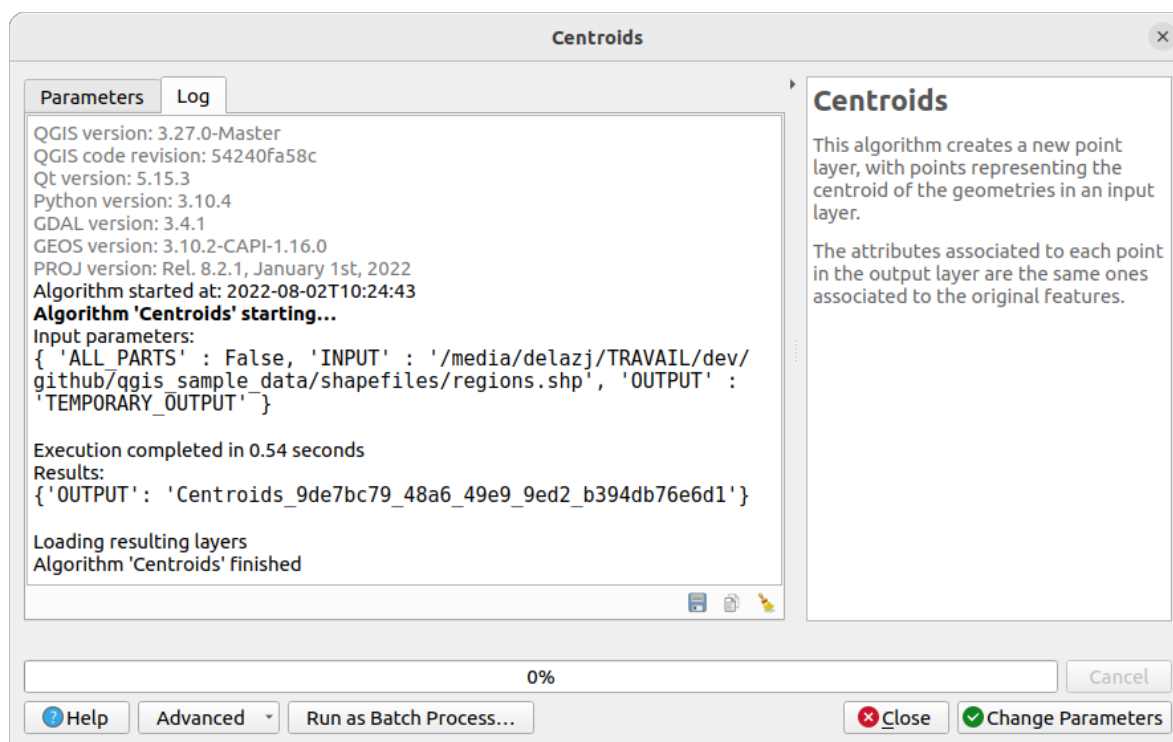 Centroids
Parameters
Log
QGIS version: 3.27.0-Master
QGIS code revision: 54240fa58c
Qt version: 5.15.3
Python version: 3.10.4
GDAL version: 3.4.1
GEOS version: 3.10.2-CAPI-1.16.0
PROJ version: Rel. 8.2.1, January 1st, 2022
Algorithm started at: 2022-08-02T10:24:43
Algorithm 'Centroids' starting…
Input parameters:
{ 'ALL_PARTS' : False, 'INPUT' : '/media/delazj/TRAVAIL/dev/
github/qgis_sample_data/shapefiles/regions.shp', 'OUTPUT' :
'TEMPORARY_OUTPUT' }
Execution completed in 0.54 seconds
Results:
{'OUTPUT': 'Centroids_9de7bc79_48a6_49e9_9ed2_b394db76e6d1'}
Loading resulting layers
Algorithm 'Centroids' finished
Centroids
This algorithm creates a new point
layer, with points representing the
centroid of the geometries in an input
layer.
The attributes associated to each point
in the output layer are the same ones
associated to the original features.
0%
Cancel
Help
Advanced
Run as Batch Process…
Close
Change Parameters